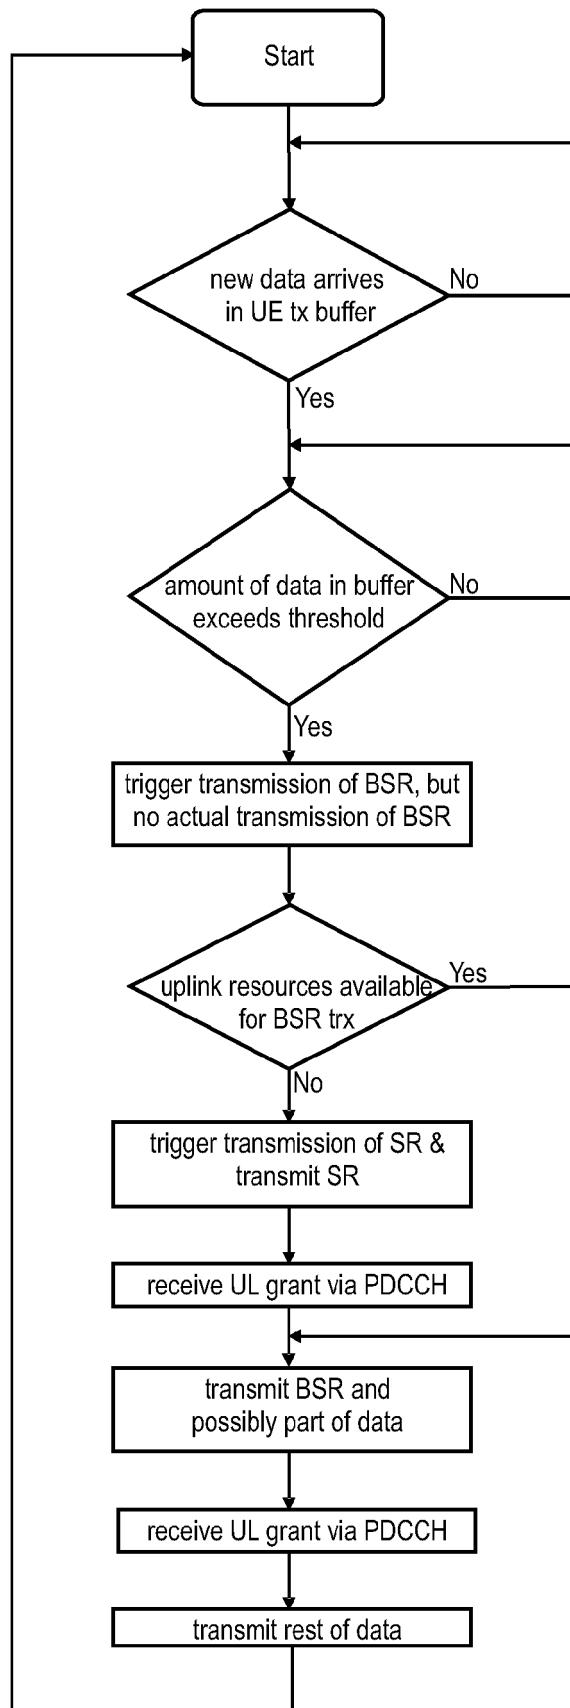 Start
new data arrives
in UE tx buffer
No
Yes
amount of data in buffer
exceeds threshold
No
Yes
trigger transmission of BSR, but
no actual transmission of BSR
uplink resources available
for BSR trx
Yes
No
trigger transmission of SR &
transmit SR
receive UL grant via PDCCH
transmit BSR and
possibly part of data
receive UL grant via PDCCH
transmit rest of data